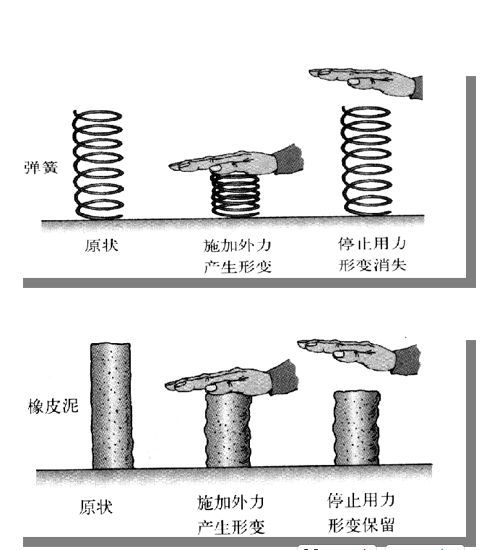 弹簧
原状
施加外力
产生形变
停止用力
形变消失
橡皮泥
原状
施加外力
产生形变
停止用力
形变保留